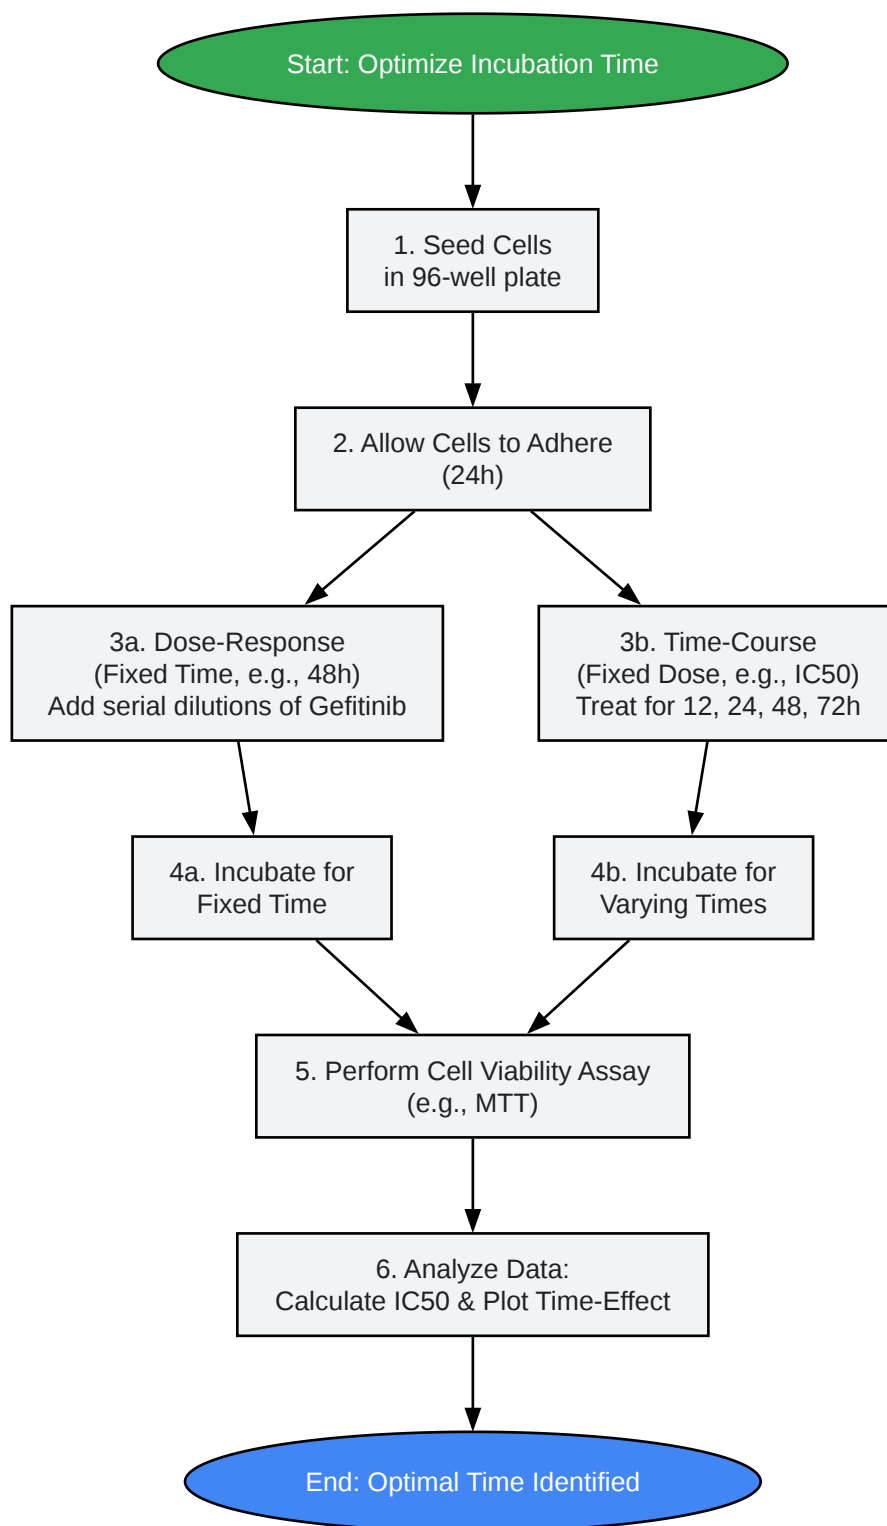 Start: Optimize Incubation Time
1. Seed Cells
in 96-well plate
2. Allow Cells to Adhere
(24h)
3a. Dose-Response
(Fixed Time, e.g., 48h)
Add serial dilutions of Gefitinib
3b. Time-Course
(Fixed Dose, e.g., IC50)
Treat for 12, 24, 48, 72h
4a. Incubate for
Fixed Time
4b. Incubate for
Varying Times
5. Perform Cell Viability Assay
(e.g., MTT)
6. Analyze Data:
Calculate IC50 & Plot Time-Effect
End: Optimal Time Identified